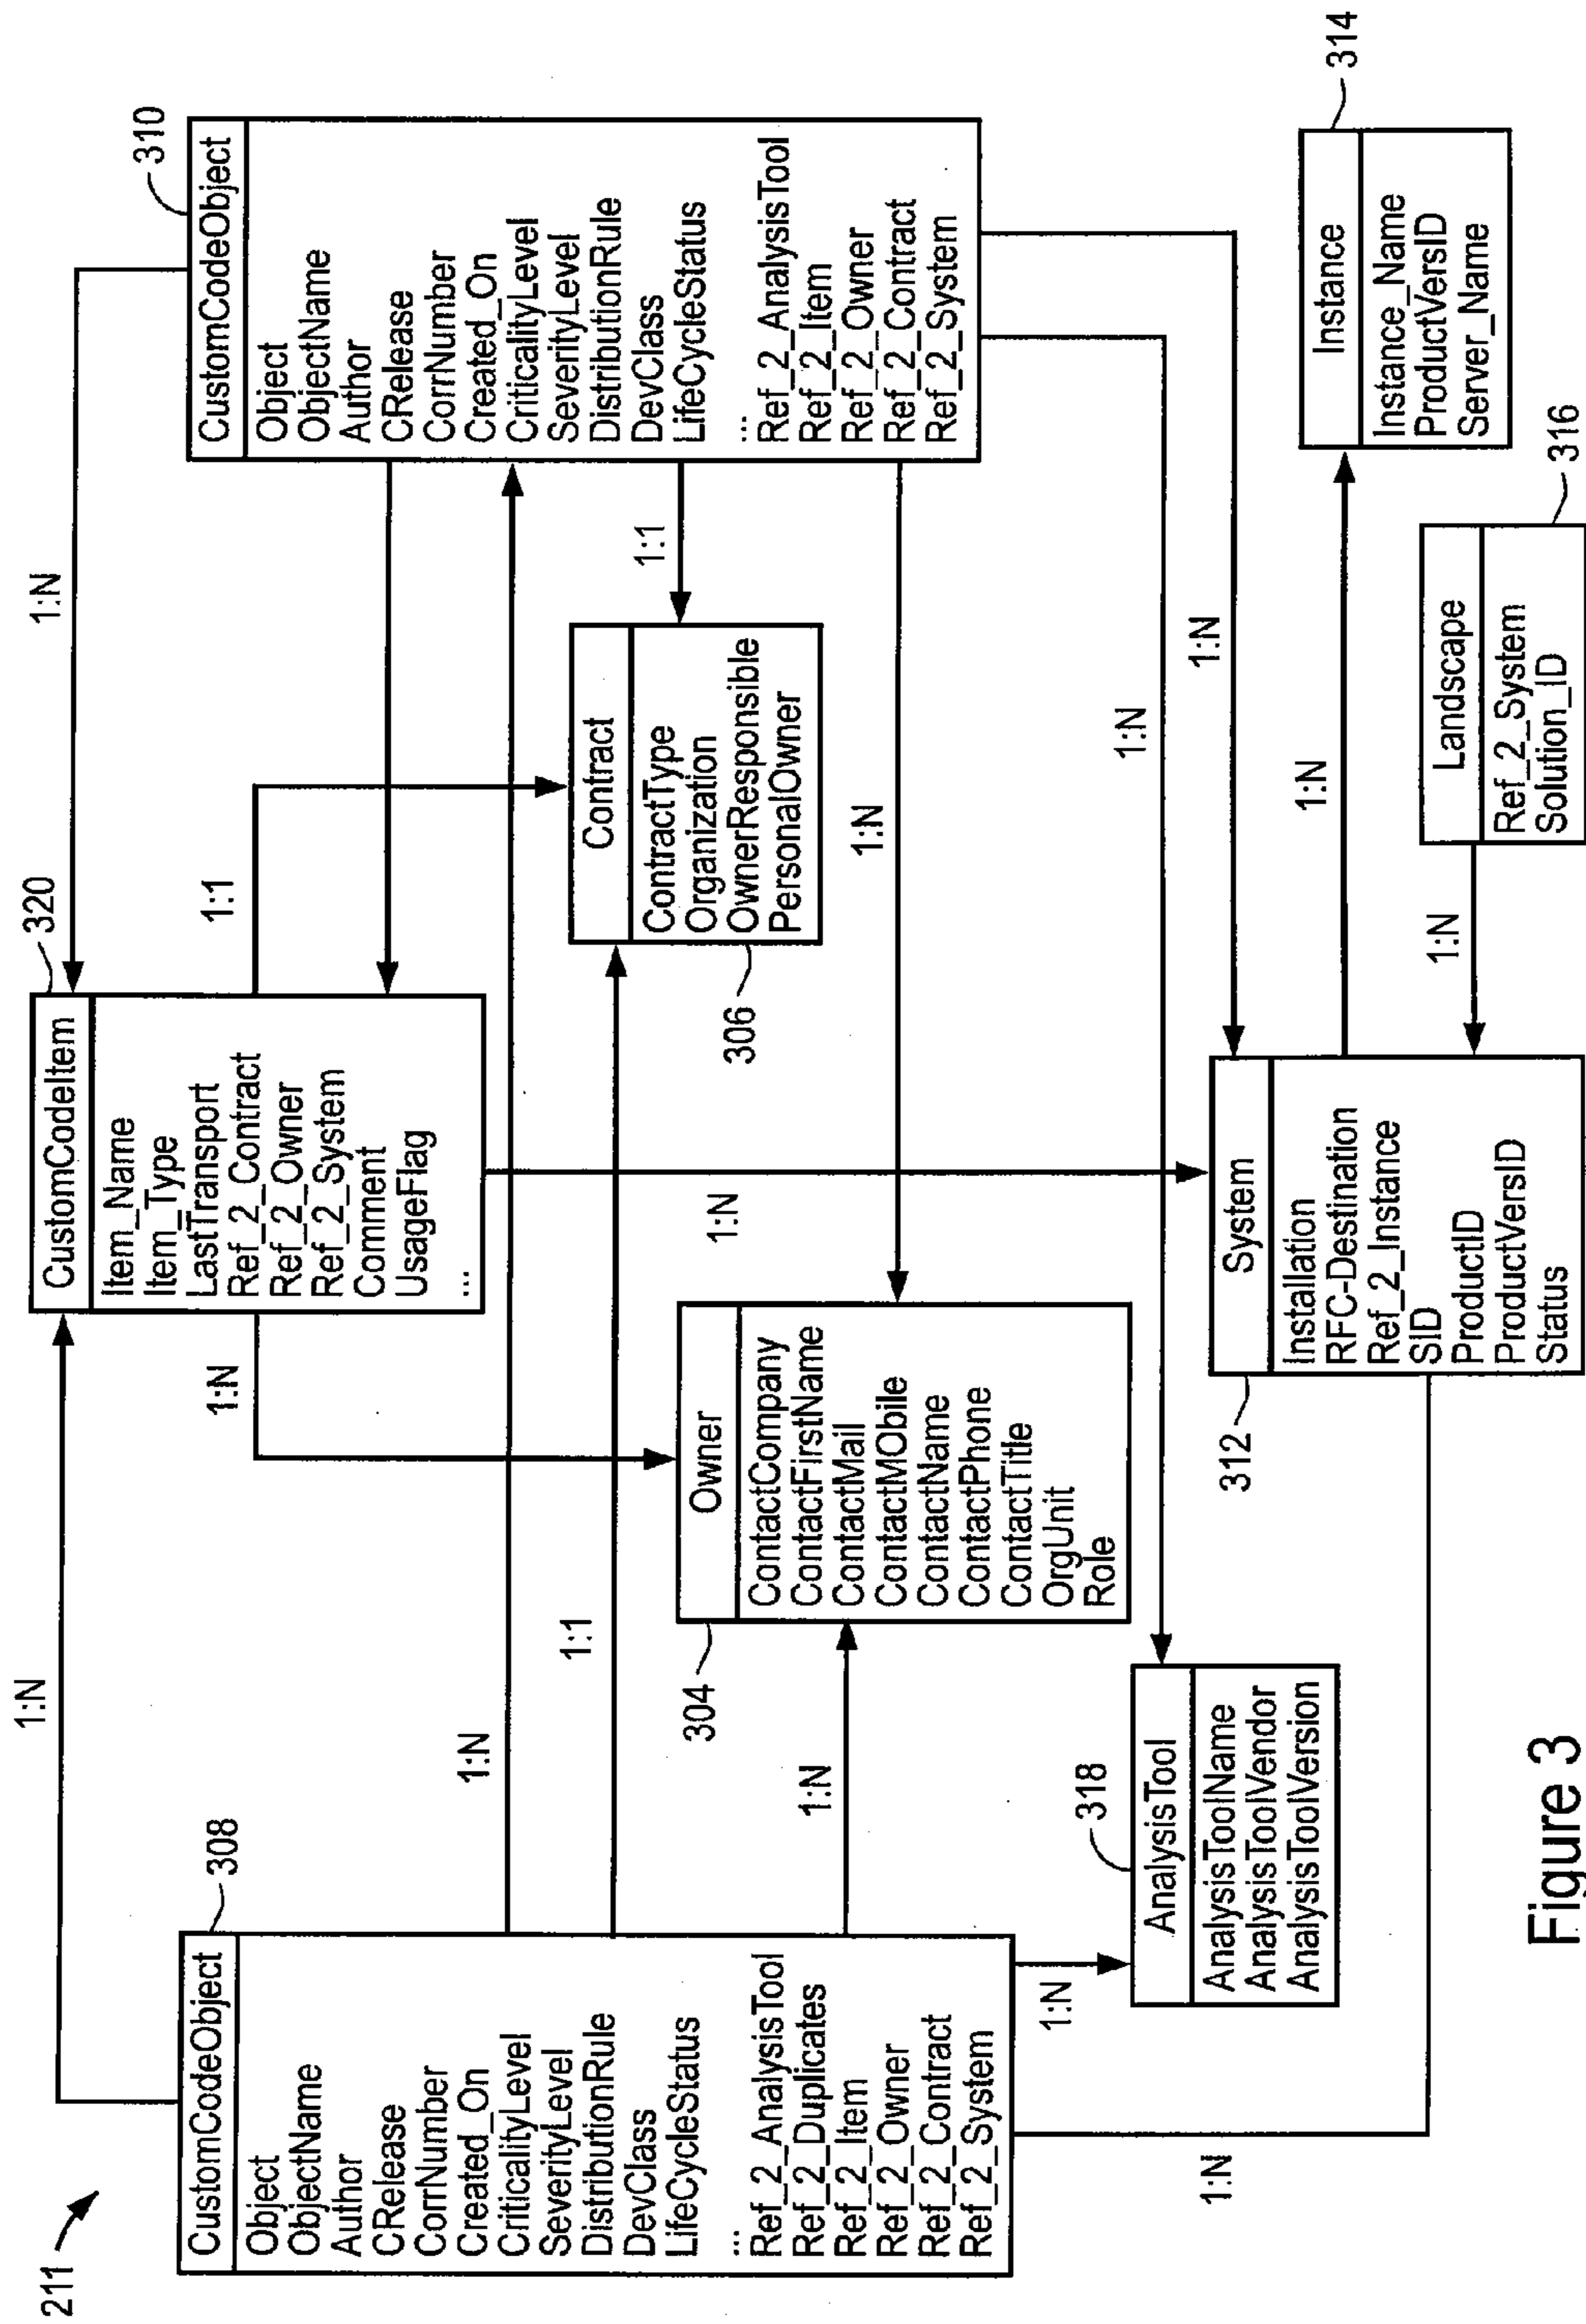 211
308
CustomCodeObject
Object
ObjectName
Author
CRelease
CorrNumber
Created_On
CriticalityLevel
SeverityLevel
DistributionRule
DevClass
LifeCycleStatus
...
Ref_2_AnalysisTool
Ref_2_Duplicates
Ref_2_Item
Ref_2_Owner
Ref_2_Contract
Ref_2_System
1:N
1:N
1:1
1:N
1:N
1:N
318
AnalysisTool
AnalysisToolName
AnalysisToolVendor
AnalysisToolVersion
320
CustomCodeItem
Item_Name
Item_Type
LastTransport
Ref_2_Contract
Ref_2_Owner
Ref_2_System
Comment
UsageFlag
...
1:N
1:1
1:N
304
Owner
ContactCompany
ContactFirstName
ContactMail
ContactMObile
ContactName
ContactPhone
ContactTitle
OrgUnit
Role
306
Contract
ContractType
Organization
OwnerResponsible
PersonalOwner
312
System
Installation
RFC-Destination
Ref_2_Instance
SID
ProductID
ProductVersID
Status
310
CustomCodeObject
Object
ObjectName
Author
CRelease
CorrNumber
Created_On
CriticalityLevel
SeverityLevel
DistributionRule
DevClass
LifeCycleStatus
...
Ref_2_AnalysisTool
Ref_2_Item
Ref_2_Owner
Ref_2_Contract
Ref_2_System
1:N
1:1
1:N
1:N
1:N
1:N
314
Instance
Instance_Name
ProductVersID
Server_Name
1:N
316
Landscape
Ref_2_System
Solution_ID
Figure 3